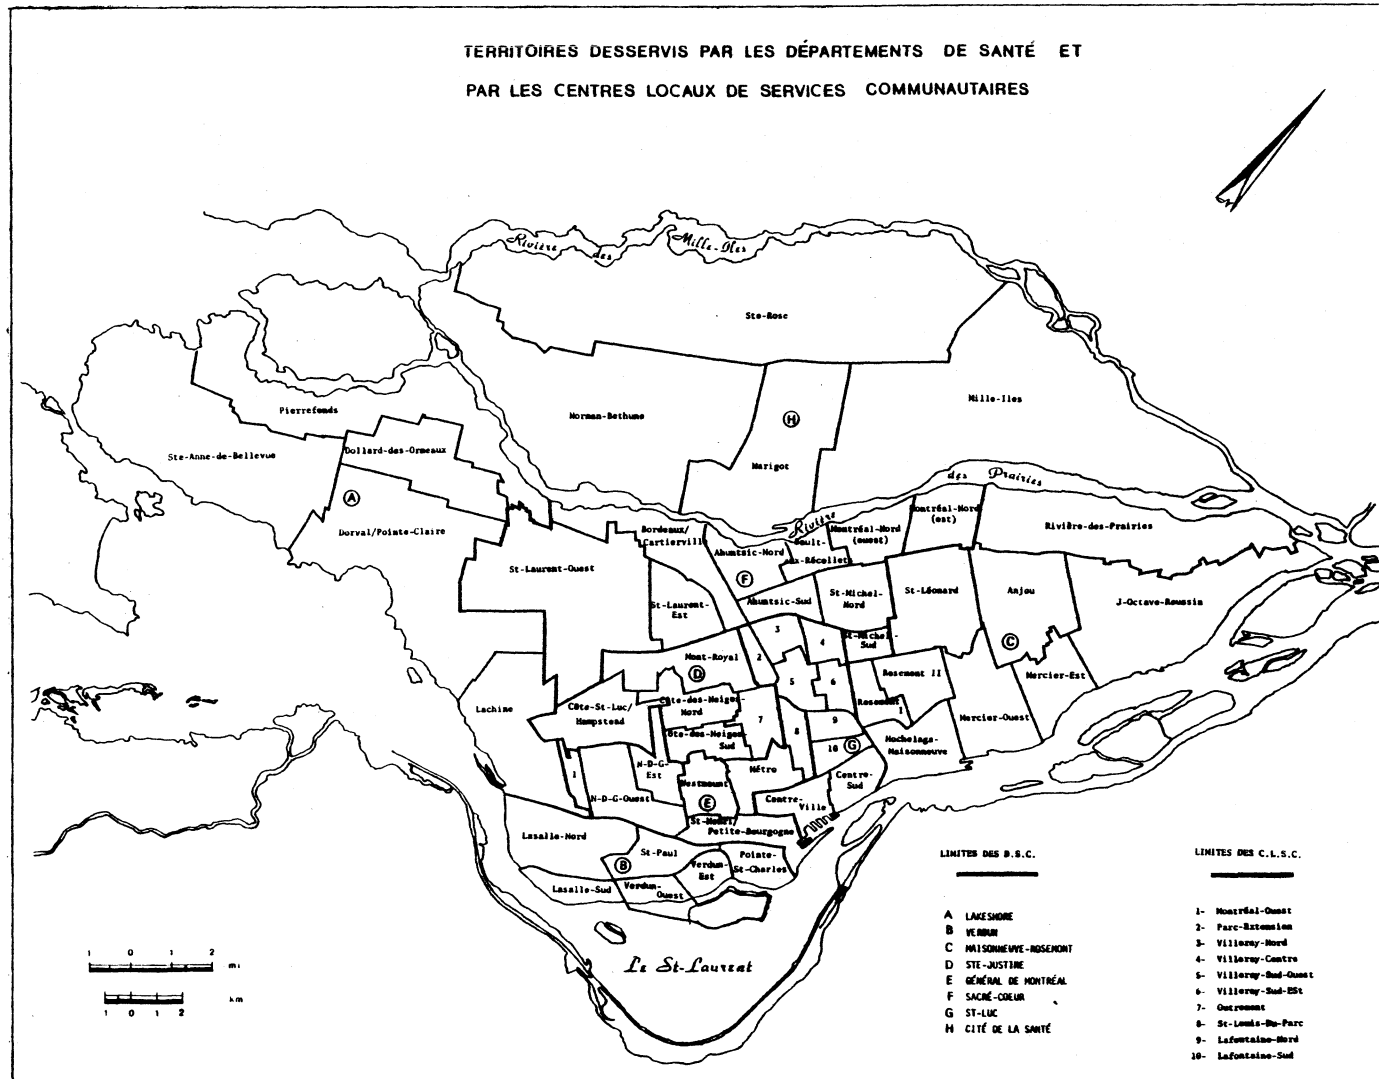 TERRITOIRES DESSERVIS PAR LES DÉPARTEMENTS DE SANTÉ ET
PAR LES CENTRES LOCAUX DE SERVICES COMMUNAUTAIRES
Rivière des Mille-Iles
Ste-Rose
Mille-Iles
Pierrefonds
Norman-Bethune
H
Ste-Anne-de-Bellevue
Dollard-des-Ormeaux
Marigot
A
Rivière des Prairies
Dorval/Pointe-Claire
Bordeaux/
Cartierville
Montréal-Nord
(ouest)
Montréal-Nord
(est)
Rivière-des-Prairies
Ahuntsic-Nord
Sault-
aux-Récollets
St-Laurent-Ouest
F
St-Laurent-
Est
Ahuntsic-Sud
St-Michel-
Nord
St-Léonard
Anjou
J-Octave-Roussin
3
4
St-Michel-
Sud
C
Mont-Royal
2
D
5
6
Rosemont II
Mercier-Est
Lachine
Côte-St-Luc/
Hampstead
Côte-des-Neiges-
Nord
7
8
9
Rosemont
I
Mercier-Ouest
Côte-des-Neiges-
Sud
10
G
Hochelaga-
Maisonneuve
1
N-D-G-
Est
Métro
Centre-
Sud
N-D-G-Ouest
Westmount
E
Centre-
Ville
Lasalle-Nord
St-Henri/
Petite-Bourgogne
B
St-Paul
Verdun-
Est
Pointe-
St-Charles
Lasalle-Sud
Verdun-
Ouest
Le St-Laurent
1 0 1 2
mi
km
1 0 1 2
LIMITES DES D.S.C.
A LAKESHORE
B VERDUN
C MAISONNEUVE-ROSEMONT
D STE-JUSTINE
E GÉNÉRAL DE MONTRÉAL
F SACRÉ-COEUR
G ST-LUC
H CITÉ DE LA SANTÉ
LIMITES DES C.L.S.C.
1- Montréal-Ouest
2- Parc-Extension
3- Villeray-Nord
4- Villeray-Centre
5- Villeray-Sud-Ouest
6- Villeray-Sud-ESt
7- Outremont
8- St-Louis-Du-Parc
9- Lafontaine-Nord
10- Lafontaine-Sud